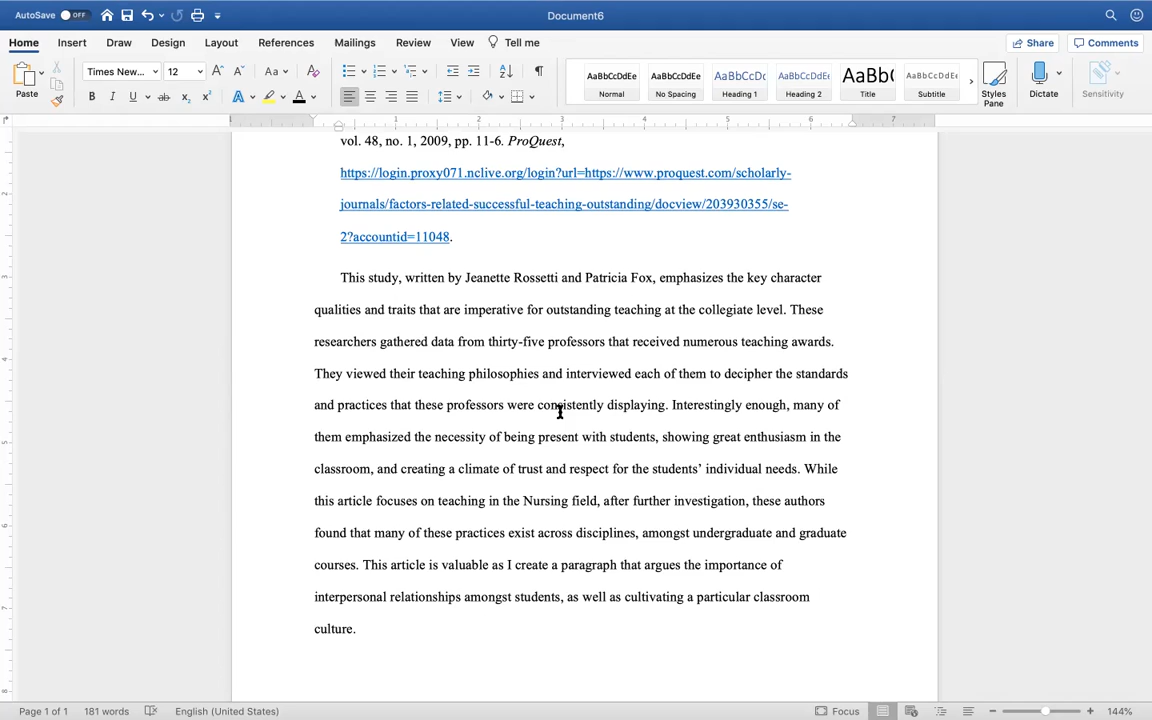 AutoSave OFF Document6
Home Insert Draw Design Layout References Mailings Review View Tell me Share Comments
Paste Times New... 12 Aa AaBbCcDdEe Normal AaBbCcDdEe No Spacing AaBbCcDc Heading 1 AaBbCcDdEe Heading 2 AaBb( Title AaBbCcDdEe Subtitle Styles Pane Dictate Sensitivity
1 2 3 4 5 6 7
vol. 48, no. 1, 2009, pp. 11-6. ProQuest,
https://login.proxy071.nclive.org/login?url=https://www.proquest.com/scholarly-
journals/factors-related-successful-teaching-outstanding/docview/203930355/se-
2?accountid=11048.
This study, written by Jeanette Rossetti and Patricia Fox, emphasizes the key character
qualities and traits that are imperative for outstanding teaching at the collegiate level. These
researchers gathered data from thirty-five professors that received numerous teaching awards.
They viewed their teaching philosophies and interviewed each of them to decipher the standards
and practices that these professors were consistently displaying. Interestingly enough, many of
them emphasized the necessity of being present with students, showing great enthusiasm in the
classroom, and creating a climate of trust and respect for the students’ individual needs. While
this article focuses on teaching in the Nursing field, after further investigation, these authors
found that many of these practices exist across disciplines, amongst undergraduate and graduate
courses. This article is valuable as I create a paragraph that argues the importance of
interpersonal relationships amongst students, as well as cultivating a particular classroom
culture.
Page 1 of 1 181 words English (United States) Focus 144%